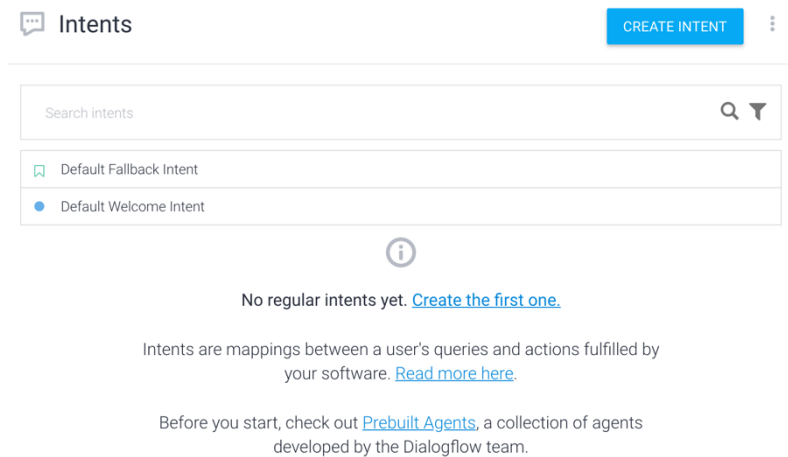 Intents
CREATE INTENT
Search intents
Default Fallback Intent
Default Welcome Intent
No regular intents yet. Create the first one.
Intents are mappings between a user's queries and actions fulfilled by
your software. Read more here.
Before you start, check out Prebuilt Agents, a collection of agents
developed by the Dialogflow team.